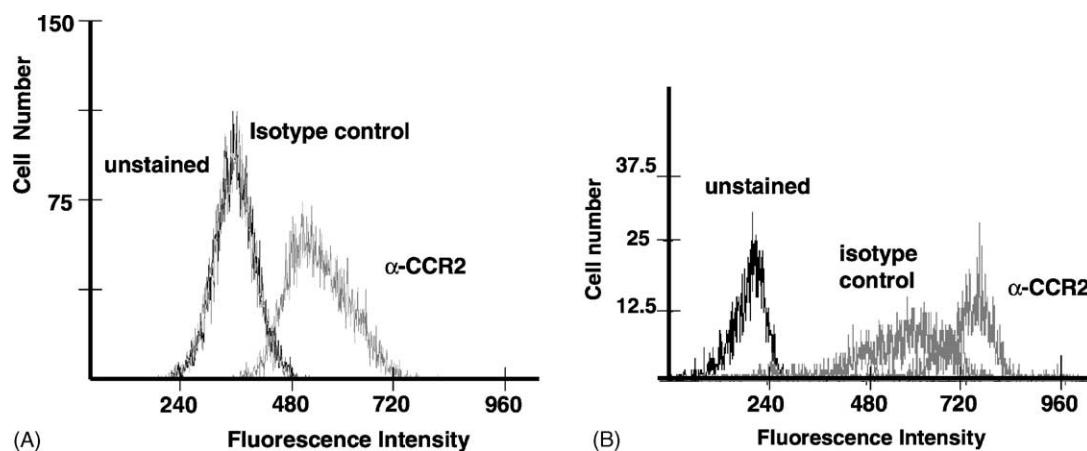 150
Cell Number
75
unstained
Isotype control
α-CCR2
240 480 720 960
(A)
Fluorescence Intensity
Cell number
37.5
25
12.5
unstained
isotype
control
α-CCR2
240 480 720 960
(B)
Fluorescence Intensity